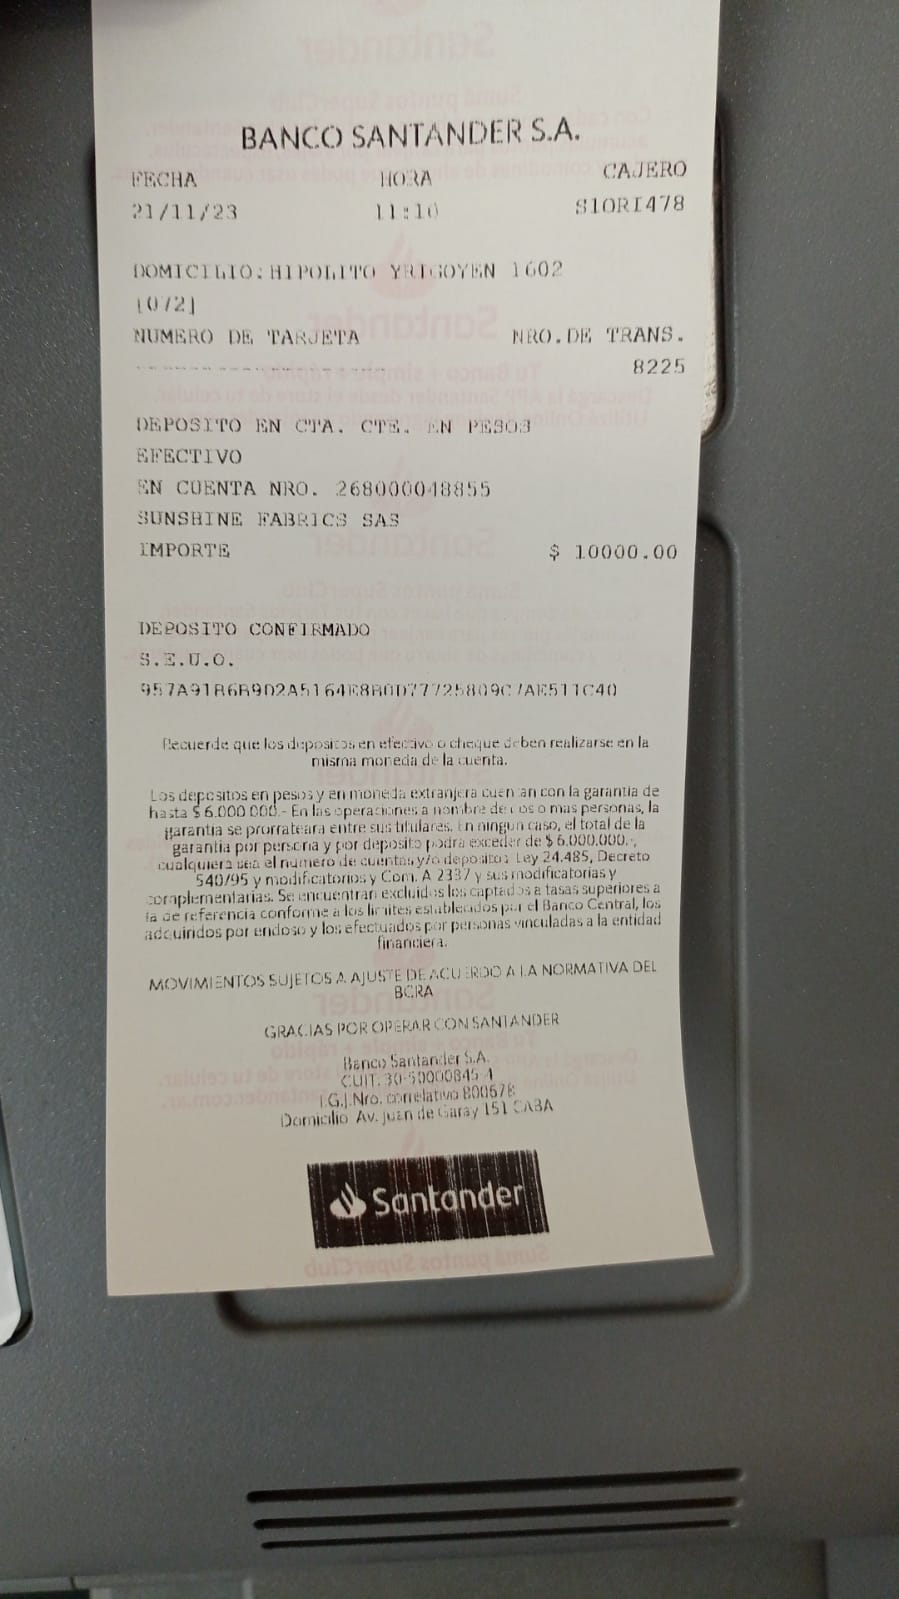 BANCO SANTANDER S.A.
FECHA HORA CAJERO
21/11/23 11:10 S1ORI478
DOMICILIO:HIPOLITO YRIGOYEN 1602
[072]
NUMERO DE TARJETA NRO.DE TRANS.
8225
DEPOSITO EN CTA. CTE. EN PESOS
EFECTIVO
EN CUENTA NRO. 268000048855
SUNSHINE FABRICS SAS
IMPORTE $ 10000.00
DEPOSITO CONFIRMADO
S.E.U.O.
Recuerde que los depositos en efectivo o cheque deben realizarse en la
misma moneda de la cuenta.
Los depositos en pesos y en moneda extranjera cuentan con la garantia de
hasta $ 6.000.000.- En las operaciones a nombre de dos o mas personas, la
garantia se prorrateara entre sus titulares. En ningun caso, el total de la
garantia por persona y por deposito podra exceder de $ 6.000.000.-,
cualquiera sea el numero de cuentas y/o depositos. Ley 24.485, Decreto
540/95 y modificatorios y Com. A 2337 y sus modificatorias y
complementarias. Se encuentran excluidos los captados a tasas superiores a
la de referencia conforme a los limites establecidos por el Banco Central, los
adquiridos por endoso y los efectuados por personas vinculadas a la entidad
financiera.
MOVIMIENTOS SUJETOS A AJUSTE DE ACUERDO A LA NORMATIVA DEL
BCRA
GRACIAS POR OPERAR CON SANTANDER
Banco Santander S.A.
CUIT. 30-50000845-4
I.G.J. Nro. correlativo 800678
Domicilio Av. Juan de Garay 151 CABA
Santander